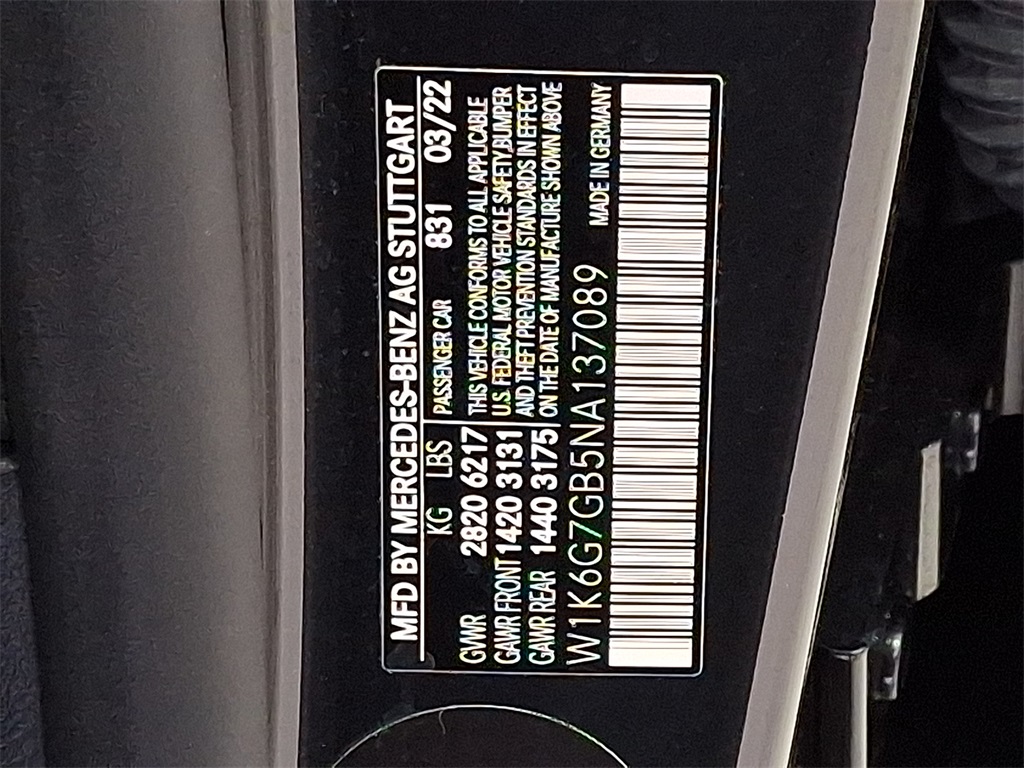 MFD BY MERCEDES-BENZ AG STUTTGART
KG LBS
GVWR 2820 6217
GAWR FRONT 1420 3131
GAWR REAR 1440 3175
PASSENGER CAR 831 03/22
THIS VEHICLE CONFORMS TO ALL APPLICABLE
U.S. FEDERAL MOTOR VEHICLE SAFETY, BUMPER
AND THEFT PREVENTION STANDARDS IN EFFECT
ON THE DATE OF MANUFACTURE SHOWN ABOVE
W1K6G7GB5NA137089 MADE IN GERMANY